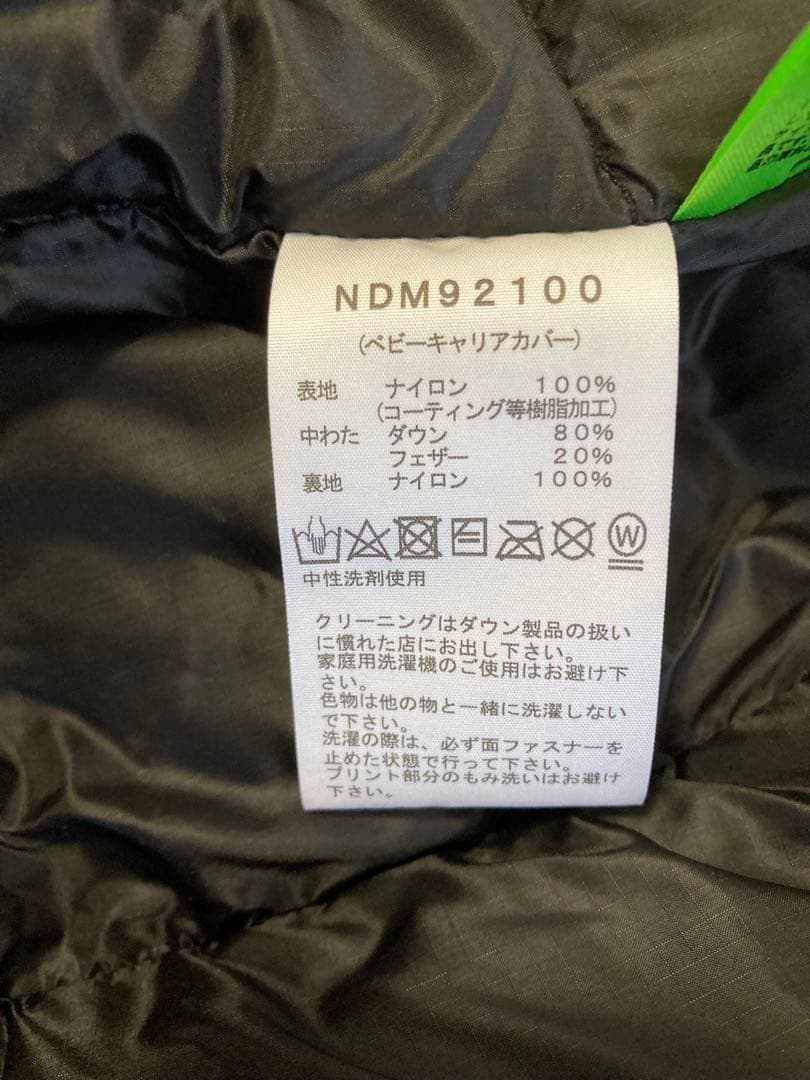 NDM92100
(ベビーキャリアカバー)
表地 ナイロン 100%
(コーティング等樹脂加工)
中わた ダウン 80%
フェザー 20%
裏地 ナイロン 100%
W
中性洗剤使用
クリーニングはダウン製品の扱い
に慣れた店にお出し下さい。
家庭用洗濯機のご使用はお避け下
さい。
色物は他の物と一緒に洗濯しない
で下さい。
洗濯の際は、必ず面ファスナーを
止めた状態で行って下さい。
プリント部分のもみ洗いはお避け
下さい。